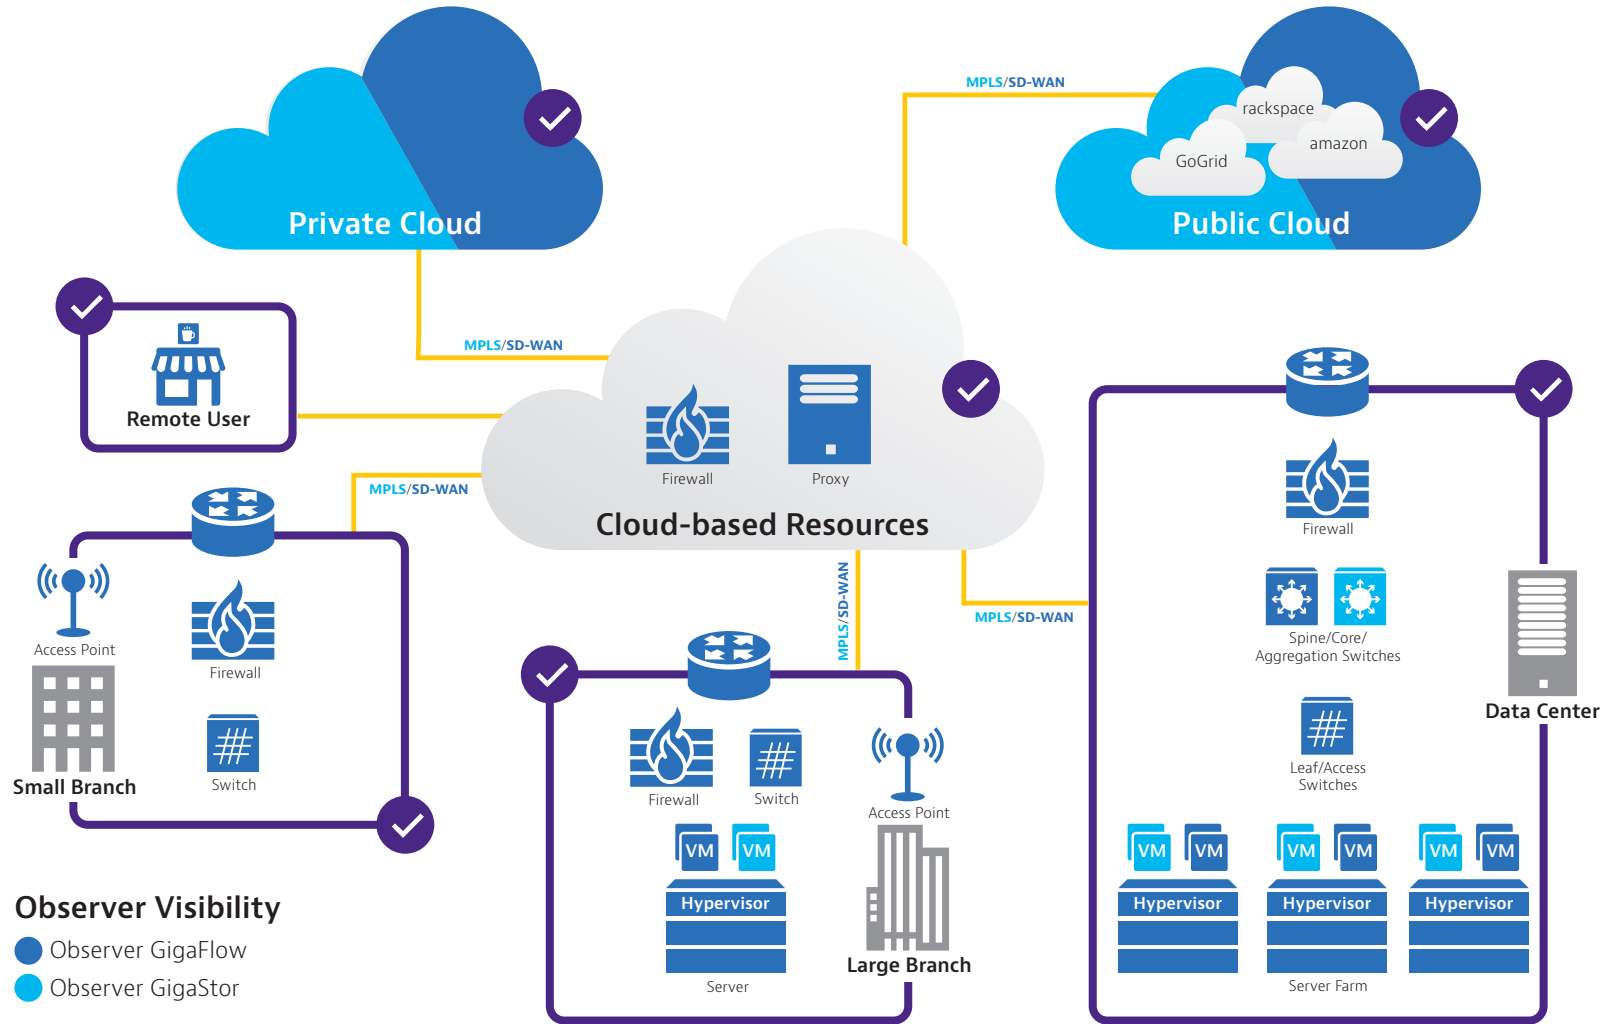 Private Cloud
MPLS/SD-WAN
rackspace
amazon
GoGrid
Public Cloud
MPLS/SD-WAN
Remote User
MPLS/SD-WAN
Firewall
Proxy
Cloud-based Resources
Access Point
Firewall
Switch
Small Branch
MPLS/SD-WAN
MPLS/SD-WAN
Firewall
Switch
Access Point
VM
VM
Hypervisor
Server
Large Branch
Firewall
Spine/Core/
Aggregation Switches
Leaf/Access
Switches
Data Center
VM
VM
VM
VM
VM
VM
Hypervisor
Hypervisor
Hypervisor
Server Farm
Observer Visibility
Observer GigaFlow
Observer GigaStor